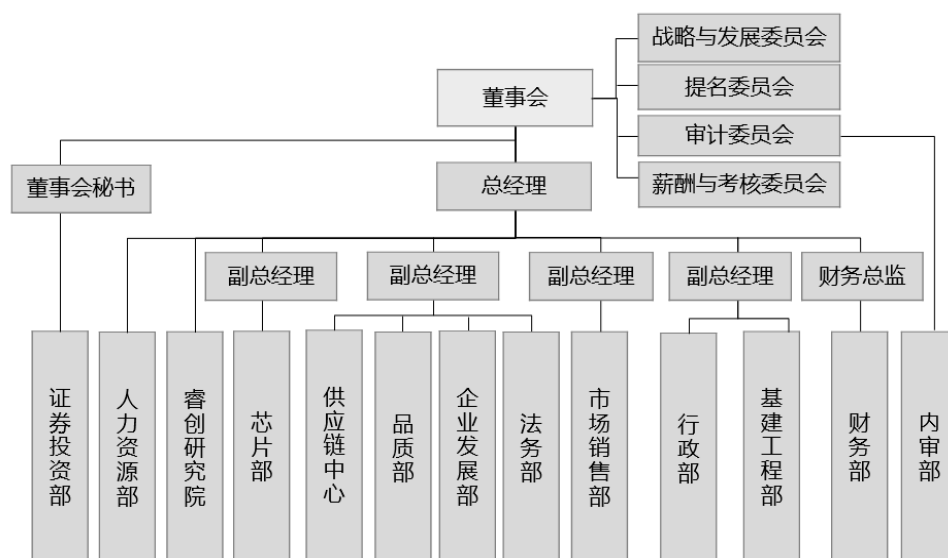 战略与发展委员会
董事会
提名委员会
审计委员会
董事会秘书
总经理
薪酬与考核委员会
副总经理
副总经理
副总经理
副总经理
财务总监
证券投资部
人力资源部
睿创研究院
芯片部
供应链中心
品质部
企业发展部
法务部
市场销售部
行政部
基建工程部
财务部
内审部